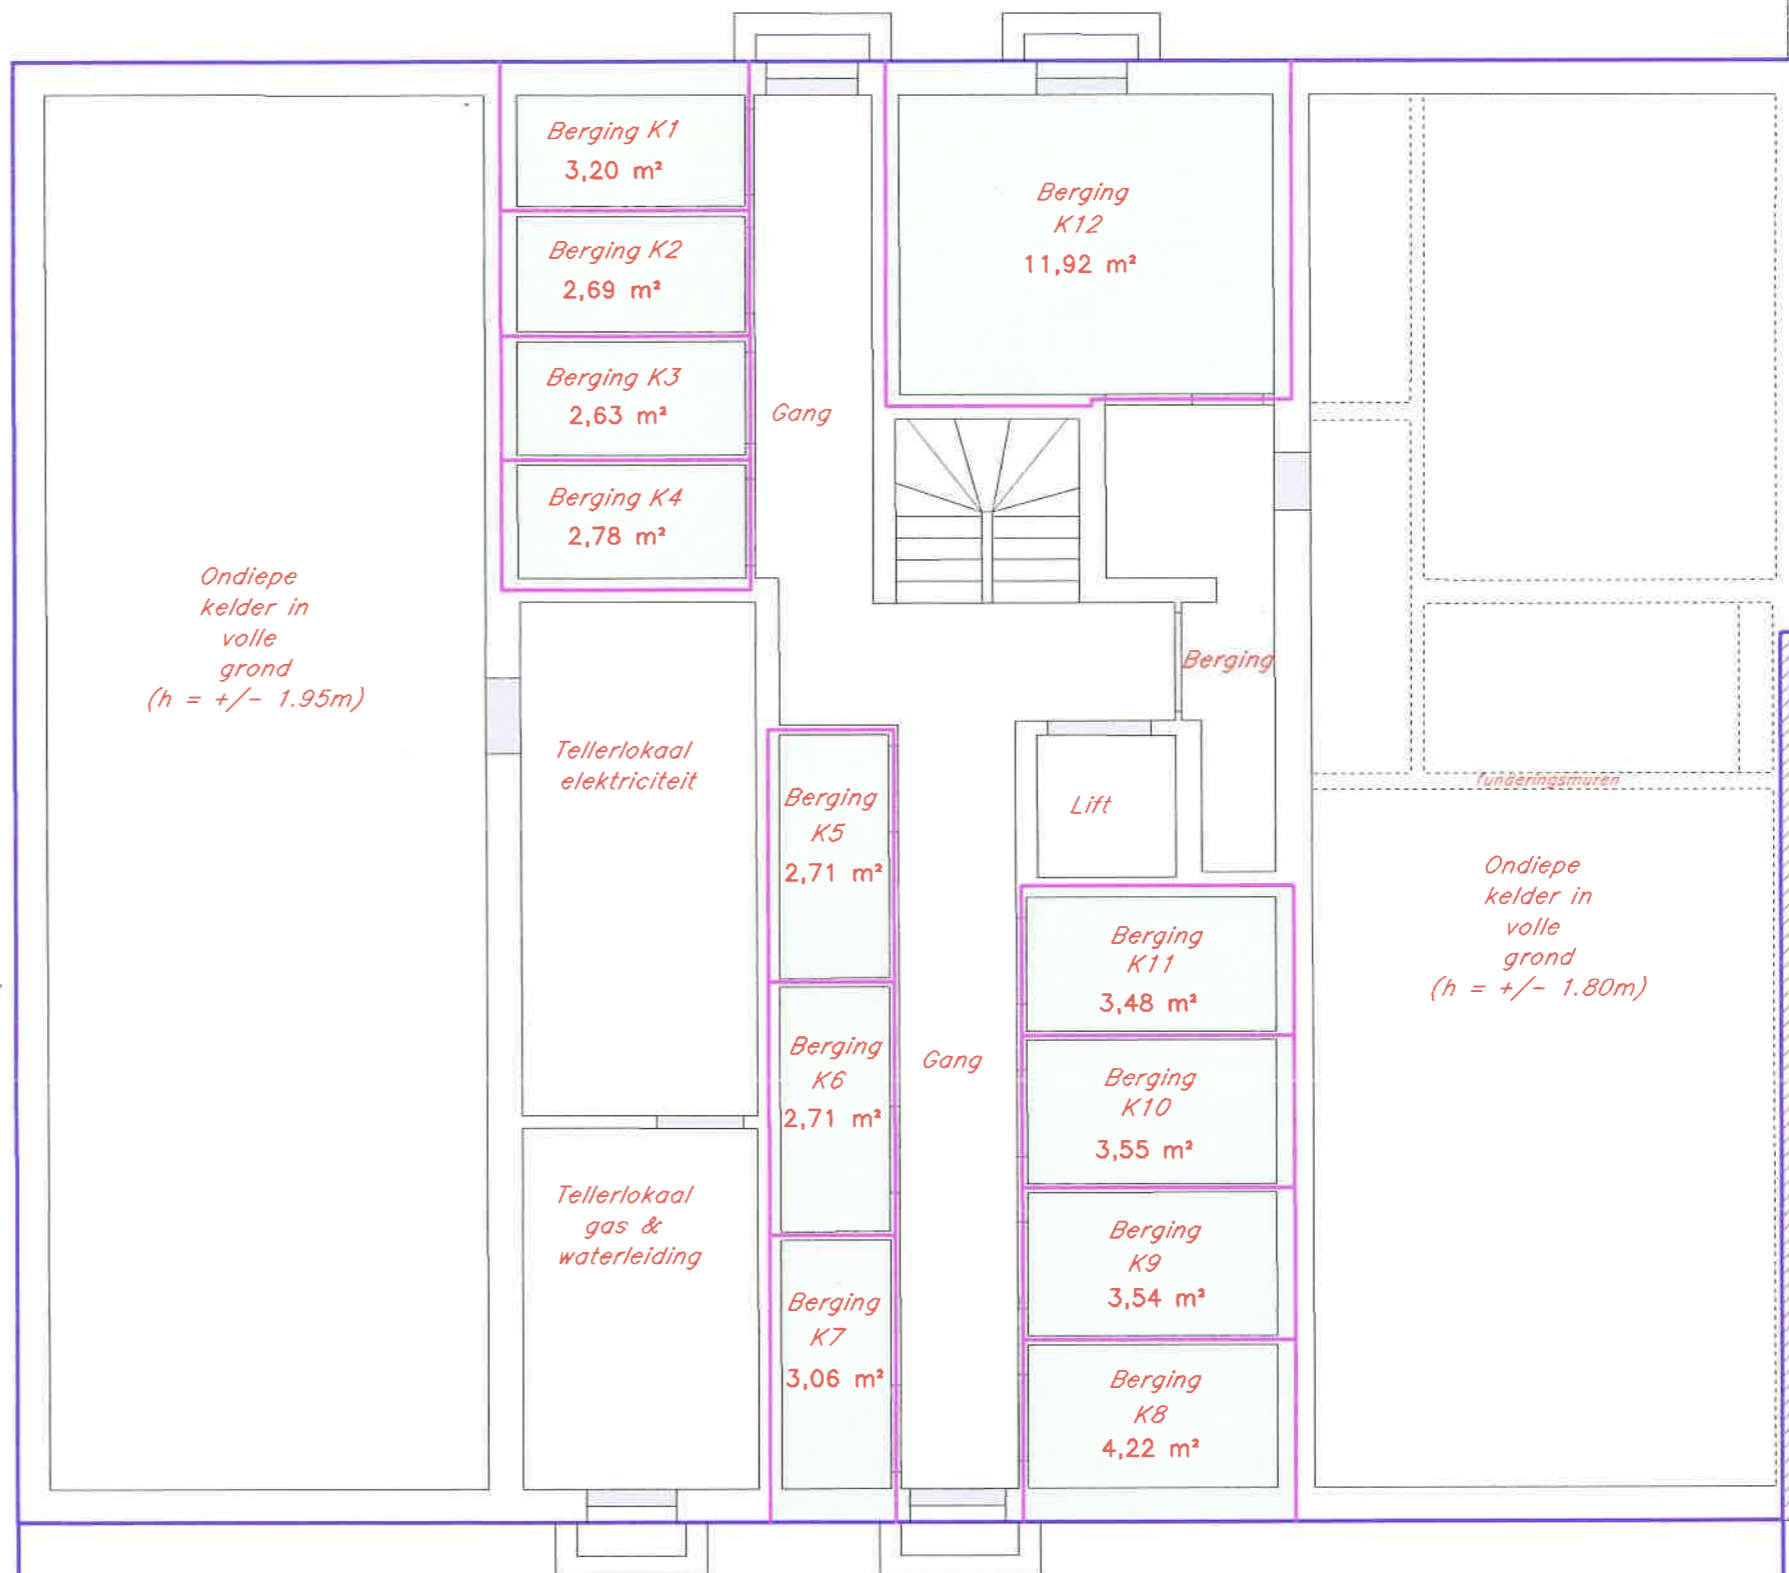 Berging K1
3,20 m²
Berging K2
2,69 m²
Berging K3
2,63 m²
Berging K4
2,78 m²
Berging
K12
11,92 m²
Gang
Ondiepe
kelder in
volle
grond
(h = +/- 1.95m)
Tellerlokaal
elektriciteit
Berging
Lift
Berging
K5
2,71 m²
Berging
K6
2,71 m²
Berging
K7
3,06 m²
Gang
Tellerlokaal
gas &
waterleiding
Berging
K11
3,48 m²
Berging
K10
3,55 m²
Berging
K9
3,54 m²
Berging
K8
4,22 m²
funderingsmuren
Ondiepe
kelder in
volle
grond
(h = +/- 1.80m)